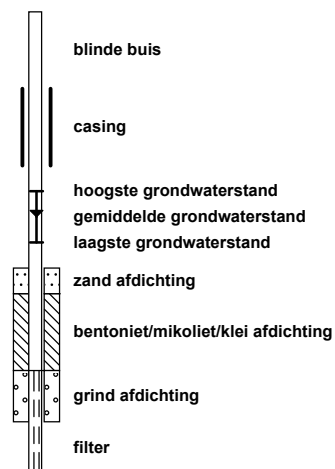 blinde buis
casing
hoogste grondwaterstand
gemiddelde grondwaterstand
laagste grondwaterstand
zand afdichting
bentoniet/mikoliet/klei afdichting
grind afdichting
filter